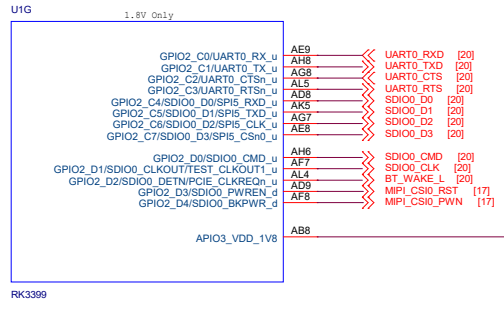 U1G
1.8V Only
GPIO2_C0/UART0_RX_u AE9 UART0_RXD [20]
GPIO2_C1/UART0_TX_u AH8 UART0_TXD [20]
GPIO2_C2/UART0_CTSn_u AG8 UART0_CTS [20]
GPIO2_C3/UART0_RTSn_u AL5 UART0_RTS [20]
GPIO2_C4/SDIO0_D0/SPI5_RXD_u AD8 SDIO0_D0 [20]
GPIO2_C5/SDIO0_D1/SPI5_TXD_u AK5 SDIO0_D1 [20]
GPIO2_C6/SDIO0_D2/SPI5_CLK_u AG7 SDIO0_D2 [20]
GPIO2_C7/SDIO0_D3/SPI5_CSn0_u AE8 SDIO0_D3 [20]
GPIO2_D0/SDIO0_CMD_u AH6 SDIO0_CMD [20]
GPIO2_D1/SDIO0_CLKOUT/TEST_CLKOUT1_u AF7 SDIO0_CLK [20]
GPIO2_D2/SDIO0_DETN/PCIE_CLKREQn_u AL4 BT_WAKE_L [20]
GPIO2_D3/SDIO0_PWREN_d AD9 MIPI_CSI0_RST [17]
GPIO2_D4/SDIO0_BKPWR_d AF8 MIPI_CSI0_PWN [17]
APIO3_VDD_1V8 AB8
RK3399